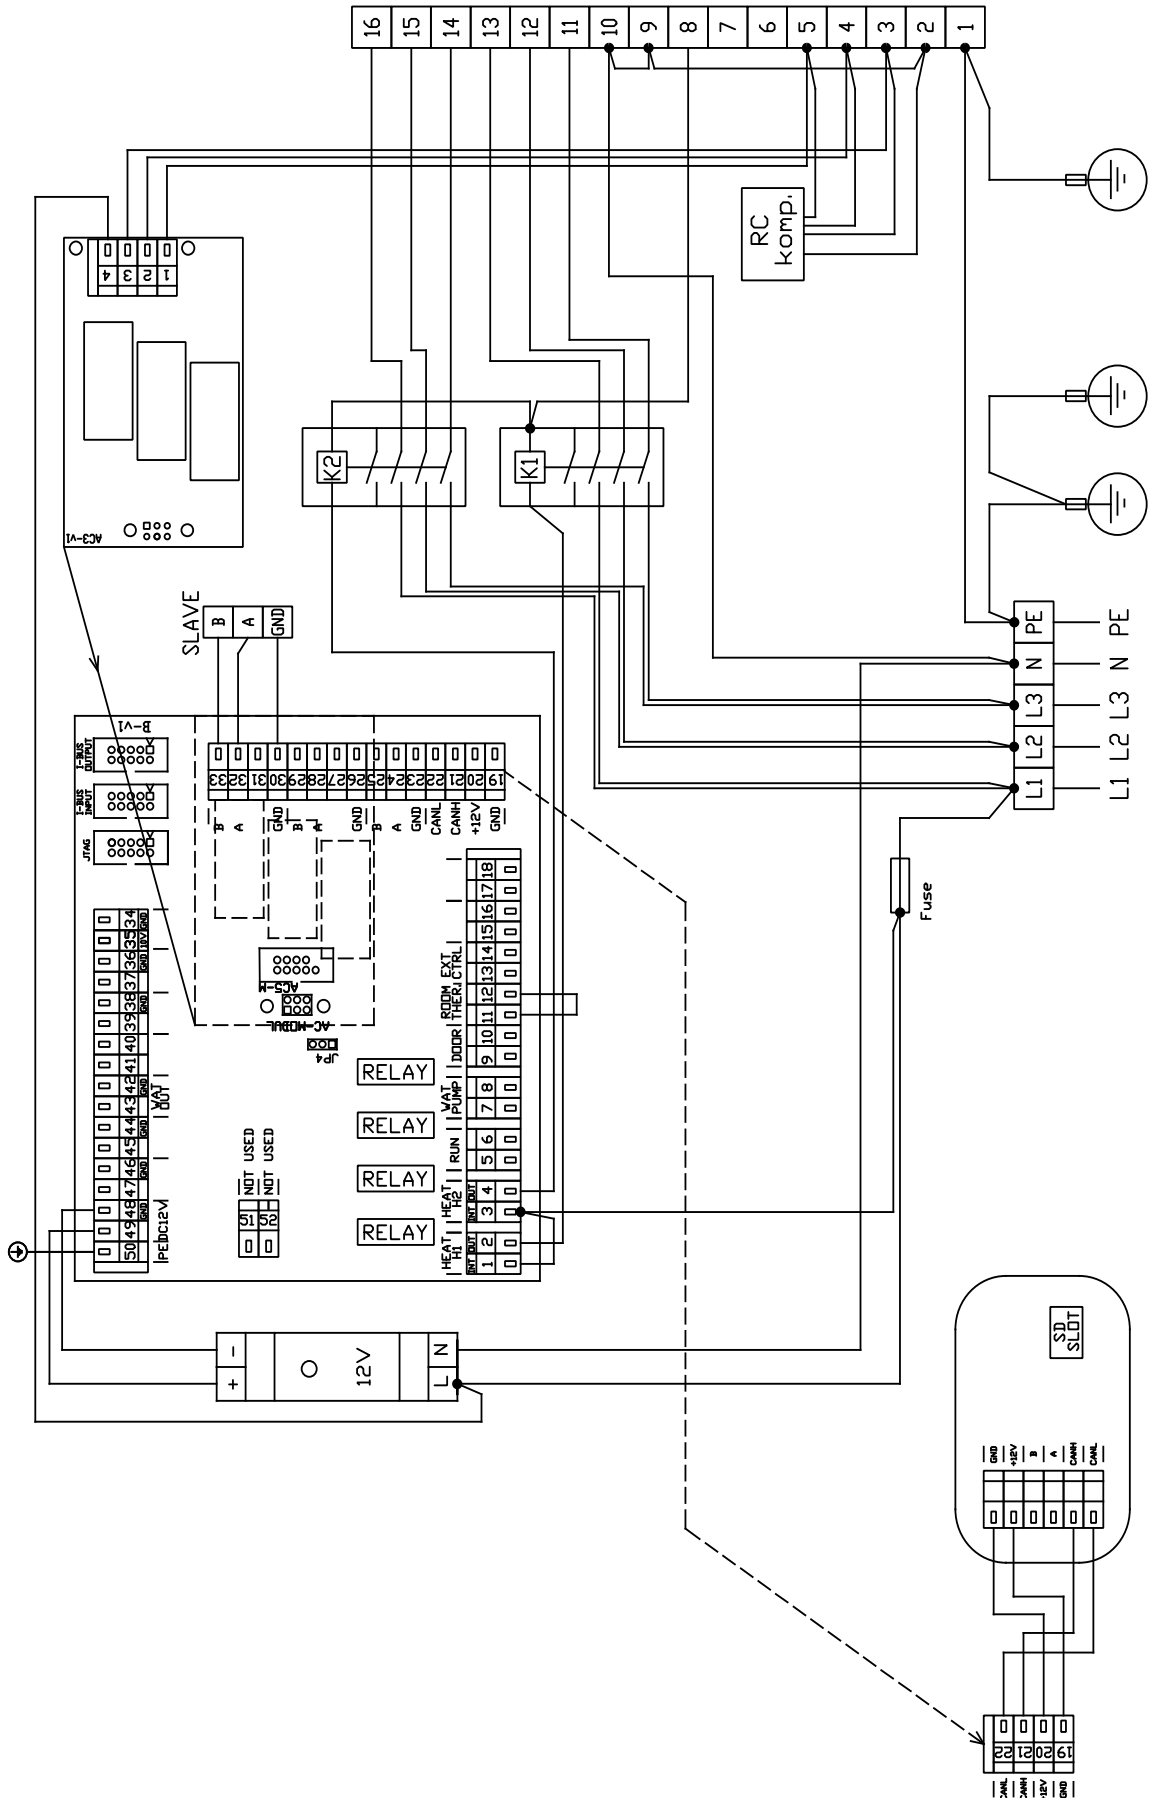 16 15 14 13 12 11 10 9 8 7 6 5 4 3 2 1
RC
komp.
4 3 2 1
AC3-v1
K2
K1
SLAVE
B
A
GND
PE
N
L3
L2
L1
PE
N
L3
L2
L1
B-v1
I-BUS
OUTPUT
I-BUS
INPUT
JTAG
33 32 31 30 29 28 27 26 25 24 23 22 21 20 19
B A GND B A GND B A GND CANL CANH +12V GND
AC5-M
AC-MODUL
JP4
34 35 36 37 38 39 40 41 42 43 44 45 46 47 48 49 50
GND 10V GND GND GND GND GND GND
WAT
OUT
DC12V
PE
18 17 16 15 14 13 12 11 10 9 8 7 6 5 4 3 2 1
EXT
CTRL
ROOM
THER.
DOOR
WAT
PUMP
RUN
HEAT
H2
OUT
INT
HEAT
H1
OUT
INT
RELAY
RELAY
RELAY
RELAY
NOT USED
NOT USED
51 52
Fuse
-
+
12V
N
L
SD
SLOT
GND
+12V
B
A
CANH
CANL
22 21 20 19
CANL
CANH
+12V
GND